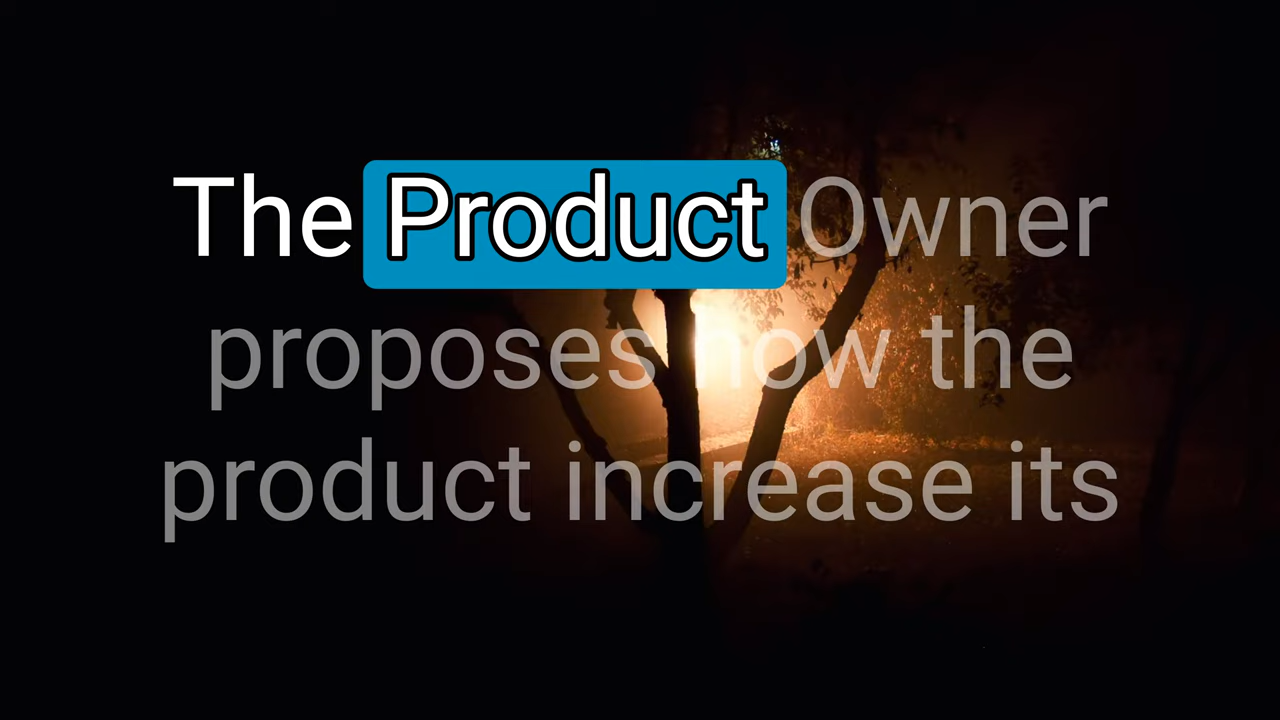 The Product Owner
proposes how the
product increase its